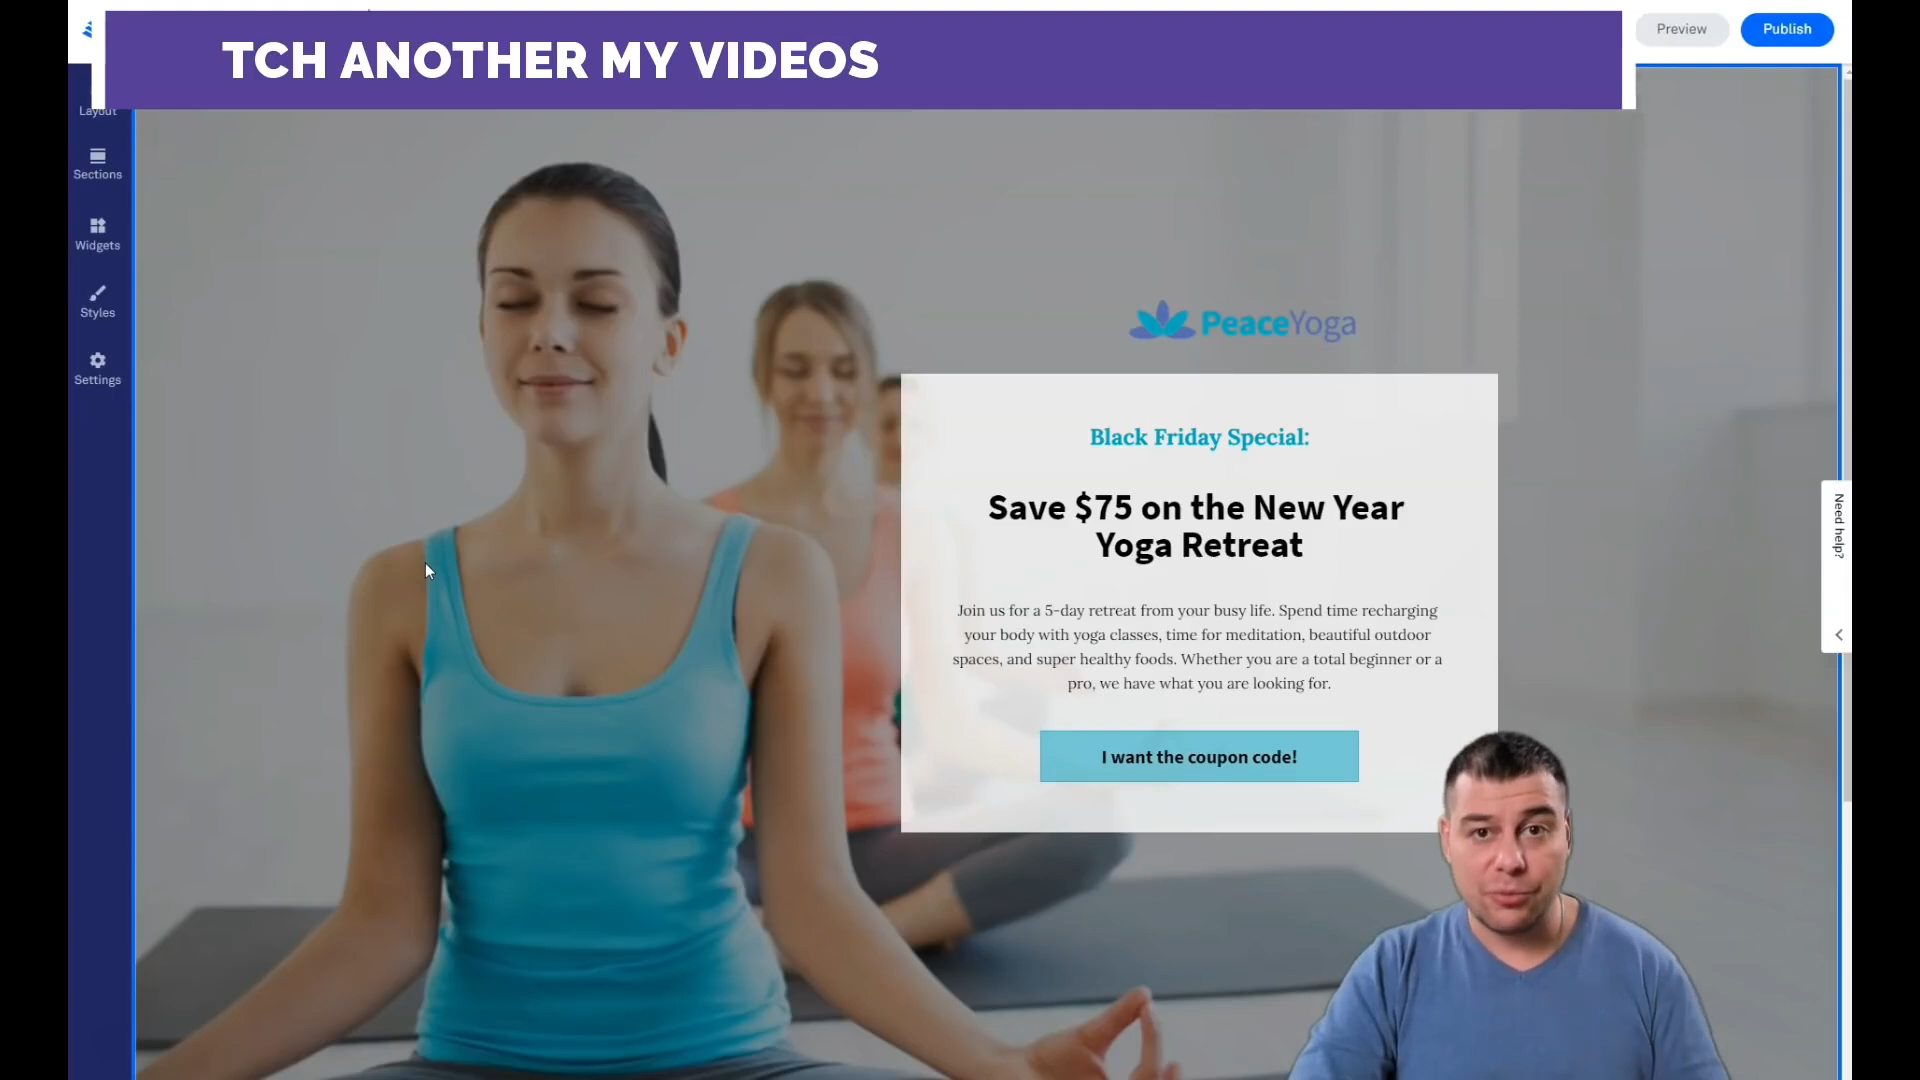 TCH ANOTHER MY VIDEOS
Preview
Publish
Layout
Sections
Widgets
Styles
Settings
PeaceYoga
Black Friday Special:
Save $75 on the New Year
Yoga Retreat
Join us for a 5-day retreat from your busy life. Spend time recharging
your body with yoga classes, time for meditation, beautiful outdoor
spaces, and super healthy foods. Whether you are a total beginner or a
pro, we have what you are looking for.
I want the coupon code!
Need help?